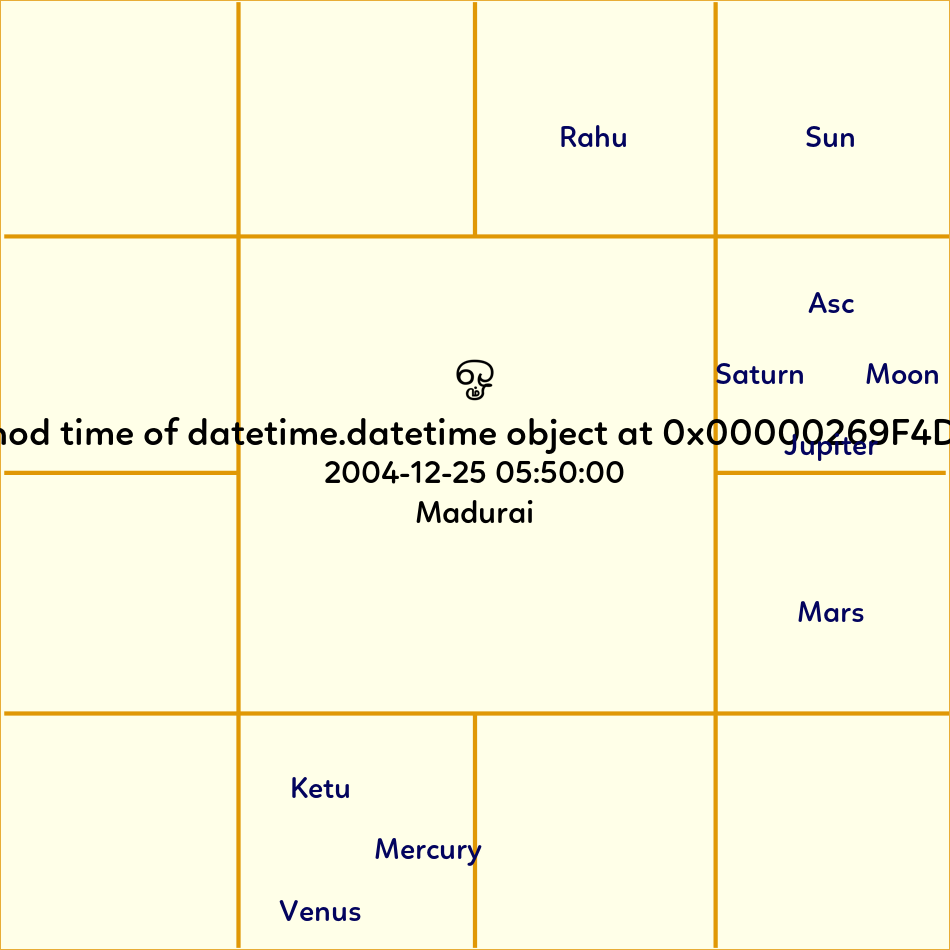 Rahu Sun
Asc
ஓ
Saturn Moon
hod time of datetime.datetime object at 0x00000269F4D
Jupiter
2004-12-25 05:50:00
Madurai
Mars
Ketu
Mercury
Venus